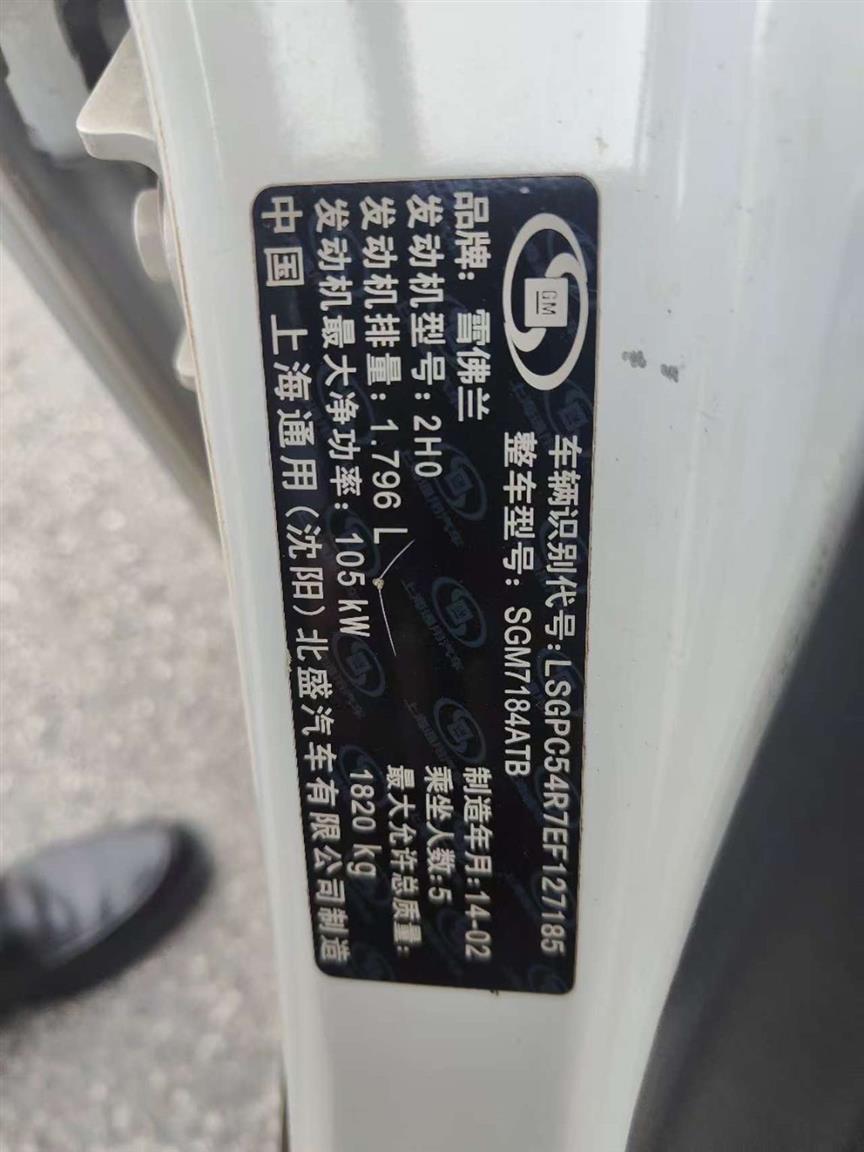 GM
车辆识别代号:LSGPC54R7EF127185
整车型号: SGM7184ATB
品牌: 雪佛兰
制造年月:14-02
发动机型号:2H0
乘坐人数:5
发动机排量:1.796 L
最大允许总质量:
发动机最大净功率: 105 kW
1820 kg
中国 上海通用(沈阳)北盛汽车有限公司制造